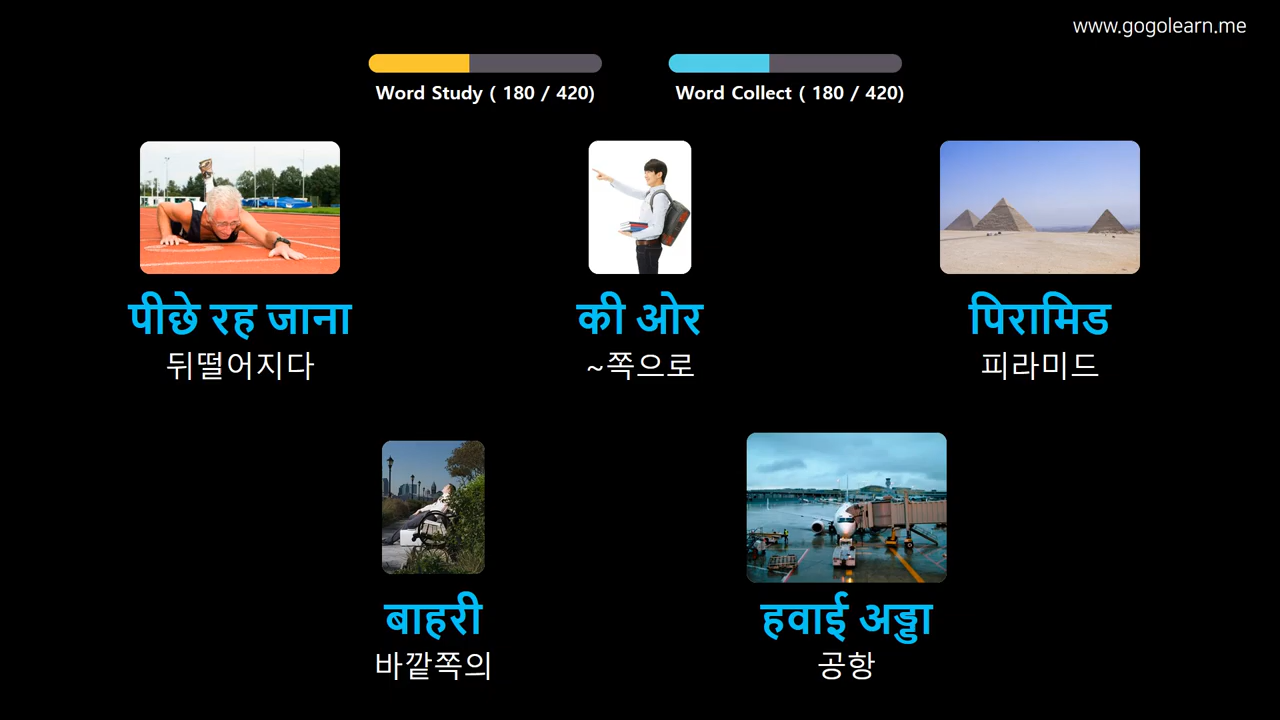 www.gogolearn.me
Word Study ( 180 / 420)
Word Collect ( 180 / 420)
पीछे रह जाना
뒤떨어지다
की ओर
~쪽으로
पिरामिड
피라미드
बाहरी
바깥쪽의
हवाई अड्डा
공항